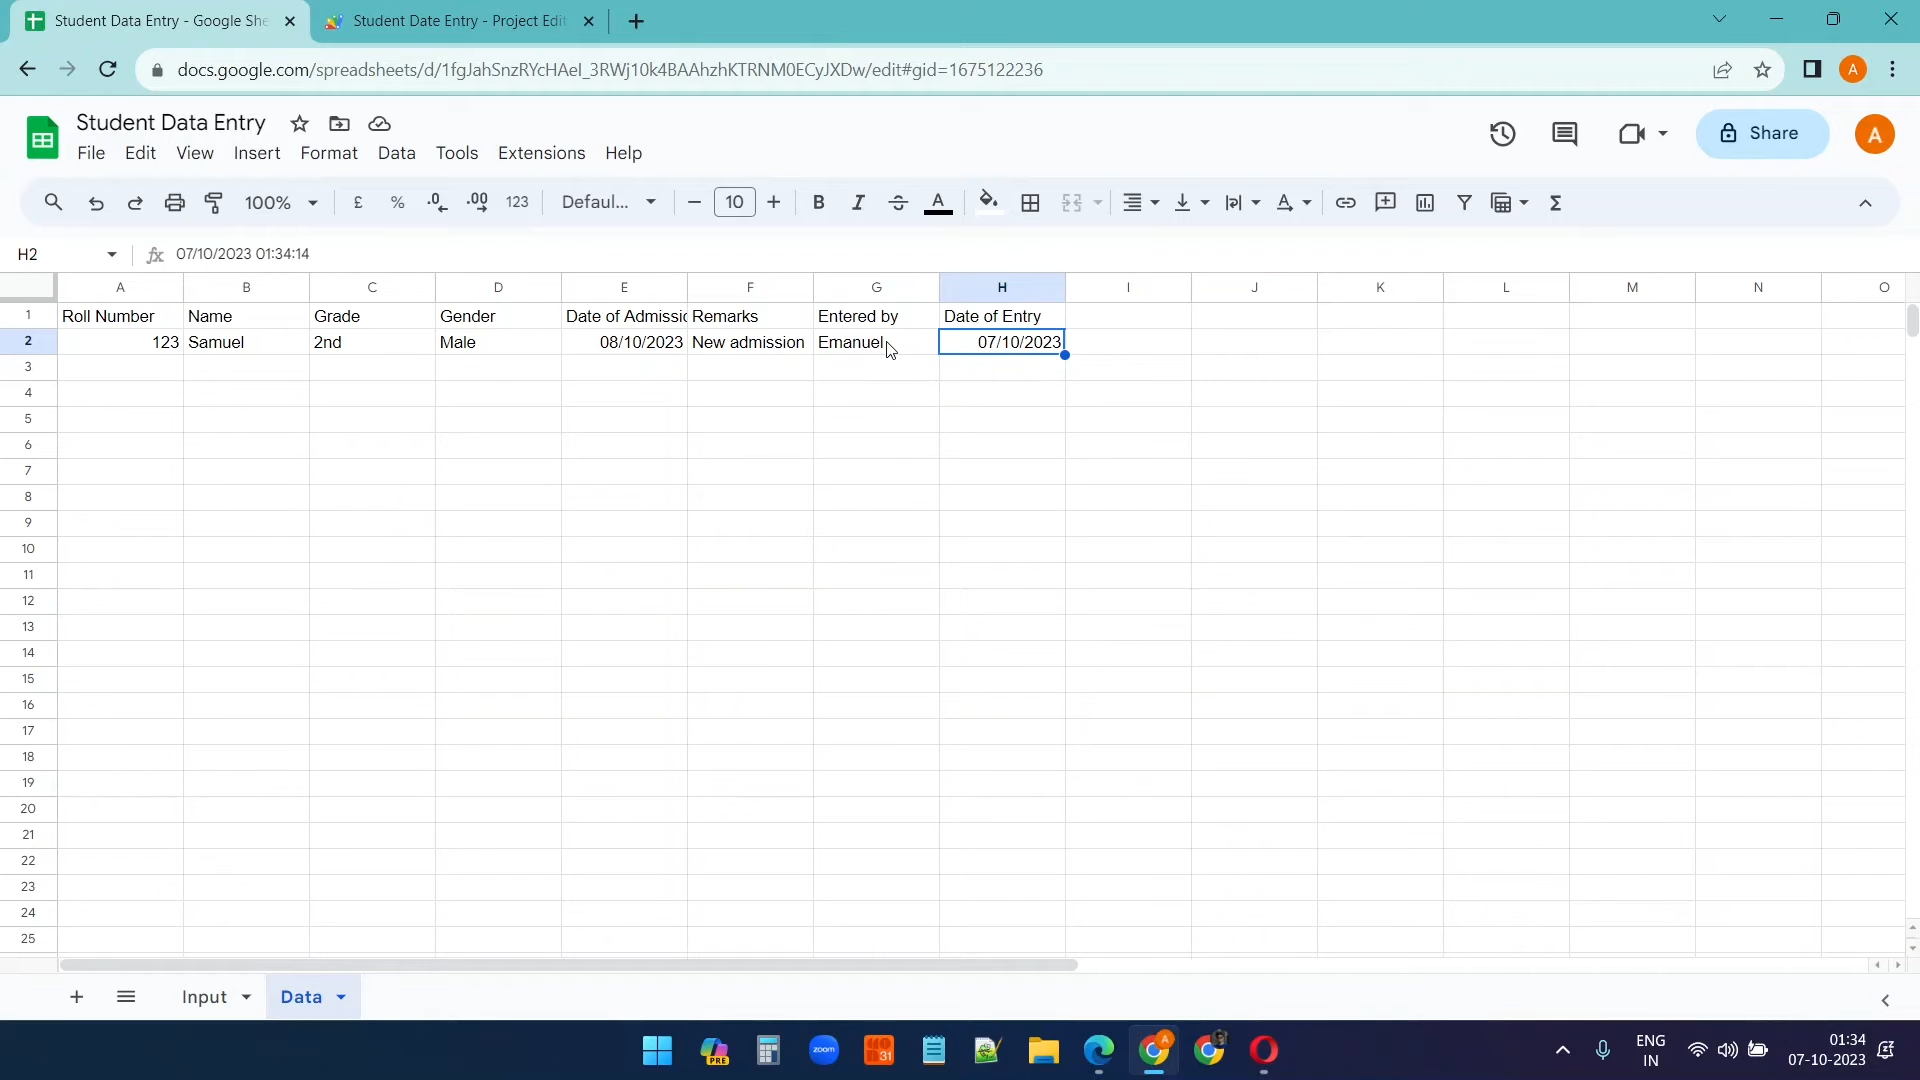 Student Data Entry - Google She
Student Date Entry - Project Edit
docs.google.com/spreadsheets/d/1fgJahSnzRYcHAeI_3RWj10k4BAAhzhKTRNM0ECyJXDw/edit#gid=1675122236
A
Student Data Entry
File Edit View Insert Format Data Tools Extensions Help
Share
A
100% £ % .0 .00 123 Defaul... 10 B I A
H2 fx 07/10/2023 01:34:14
A B C D E F G H I J K L M N O
1 Roll Number Name Grade Gender Date of Admissic Remarks Entered by Date of Entry
2 123 Samuel 2nd Male 08/10/2023 New admission Emanuel 07/10/2023
3
4
5
6
7
8
9
10
11
12
13
14
15
16
17
18
19
20
21
22
23
24
25
Input Data
PRE
zoom
31
A
ENG
IN
01:34
07-10-2023